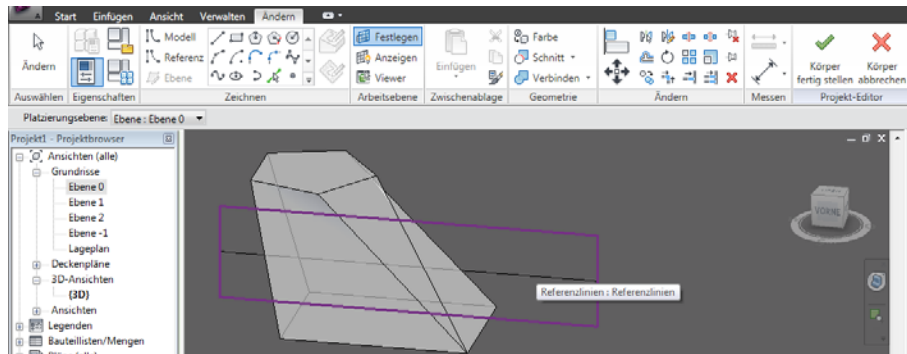 Start Einfügen Ansicht Verwalten Ändern
Modell Festlegen Farbe
Referenz Anzeigen Schnitt
Ändern Ebene Viewer Einfügen Verbinden Körper Körper
fertig stellen abbrechen
Auswählen Eigenschaften Zeichnen Arbeitsebene Zwischenablage Geometrie Ändern Messen Projekt-Editor
Platzierungsebene: Ebene : Ebene 0
Projekt1 - Projektbrowser
Ansichten (alle)
Grundrisse
Ebene 0
Ebene 1
Ebene 2
Ebene -1
Lageplan
Deckenpläne
3D-Ansichten
(3D)
Ansichten
Legenden
Bauteillisten/Mengen
VORNE
Referenzlinien : Referenzlinien